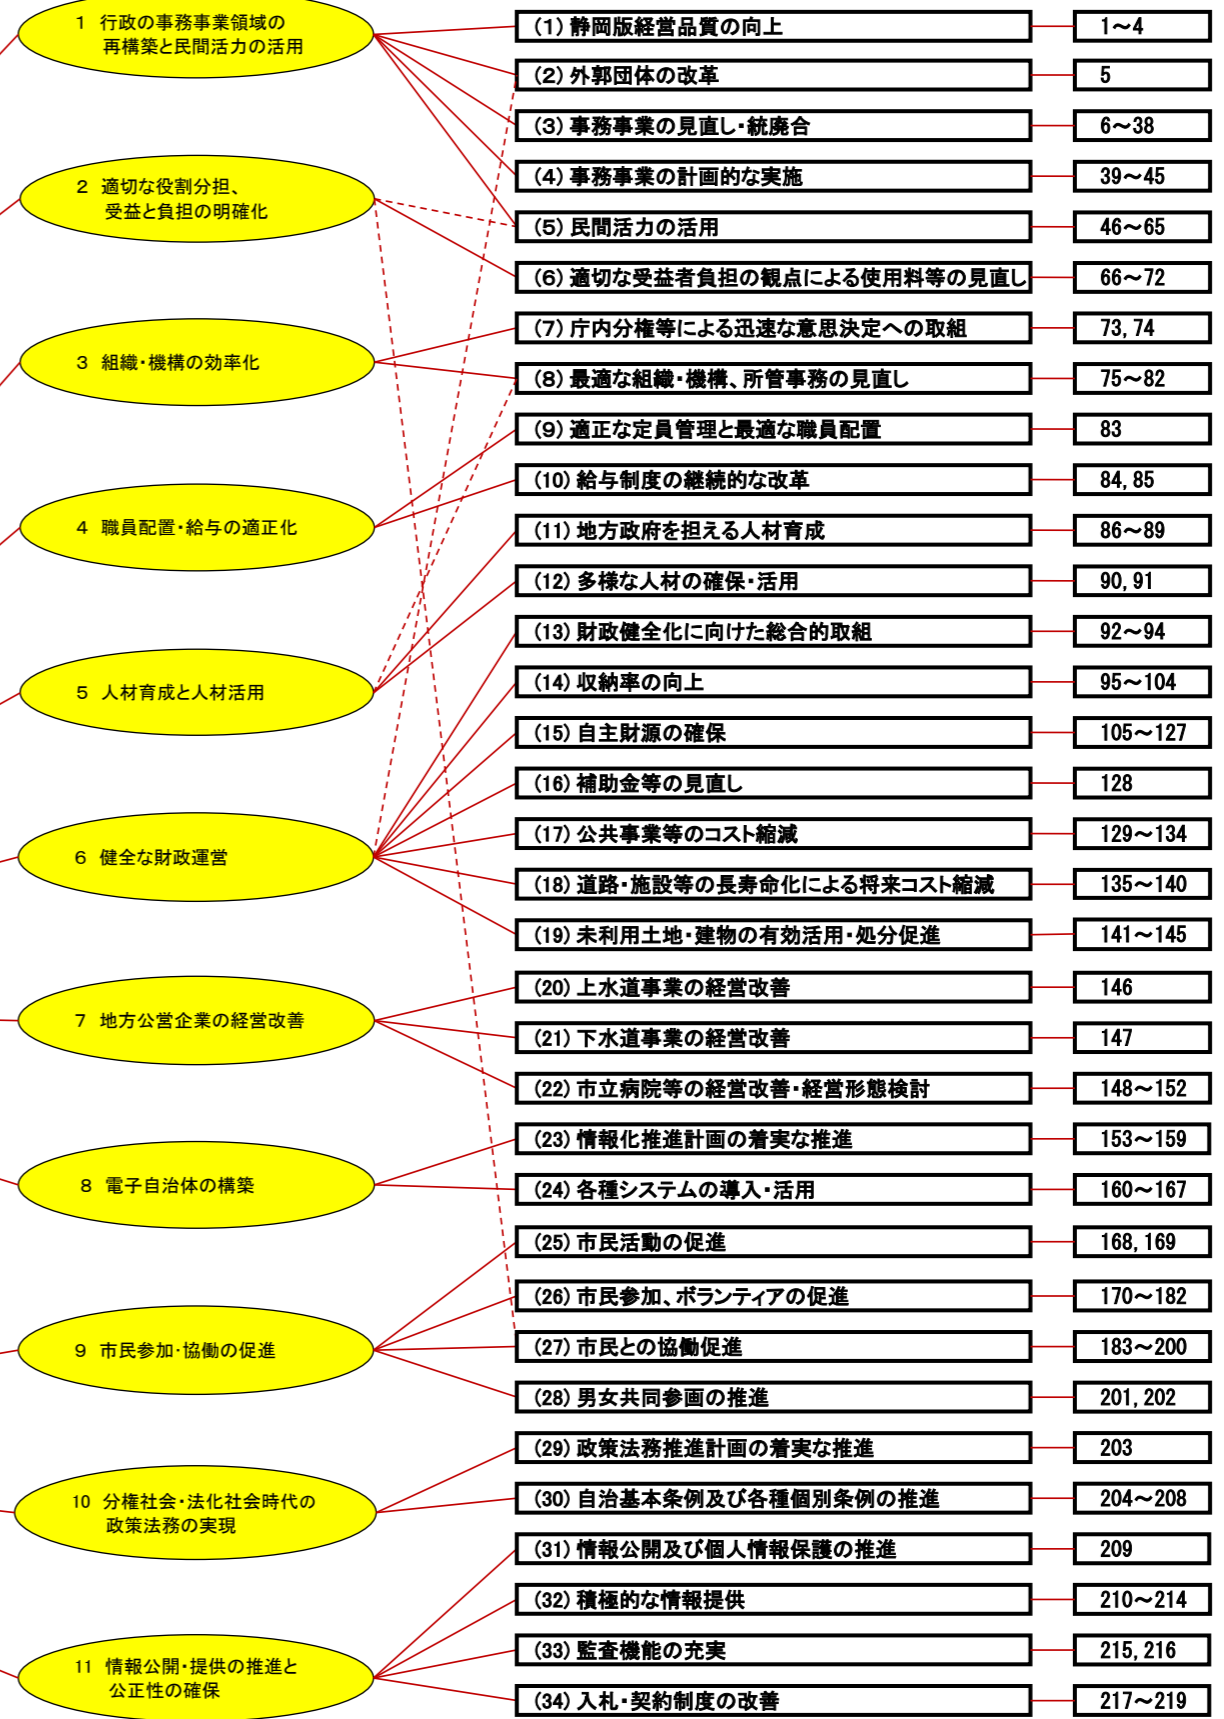 1 行政の事務事業領域の
再構築と民間活力の活用
2 適切な役割分担、
受益と負担の明確化
3 組織・機構の効率化
4 職員配置・給与の適正化
5 人材育成と人材活用
6 健全な財政運営
7 地方公営企業の経営改善
8 電子自治体の構築
9 市民参加・協働の促進
10 分権社会・法化社会時代の
政策法務の実現
11 情報公開・提供の推進と
公正性の確保
(1) 静岡版経営品質の向上 1～4
(2) 外郭団体の改革 5
(3) 事務事業の見直し・統廃合 6～38
(4) 事務事業の計画的な実施 39～45
(5) 民間活力の活用 46～65
(6) 適切な受益者負担の観点による使用料等の見直し 66～72
(7) 庁内分権等による迅速な意思決定への取組 73,74
(8) 最適な組織・機構、所管事務の見直し 75～82
(9) 適正な定員管理と最適な職員配置 83
(10) 給与制度の継続的な改革 84,85
(11) 地方政府を担える人材育成 86～89
(12) 多様な人材の確保・活用 90,91
(13) 財政健全化に向けた総合的取組 92～94
(14) 収納率の向上 95～104
(15) 自主財源の確保 105～127
(16) 補助金等の見直し 128
(17) 公共事業等のコスト縮減 129～134
(18) 道路・施設等の長寿命化による将来コスト縮減 135～140
(19) 未利用土地・建物の有効活用・処分促進 141～145
(20) 上水道事業の経営改善 146
(21) 下水道事業の経営改善 147
(22) 市立病院等の経営改善・経営形態検討 148～152
(23) 情報化推進計画の着実な推進 153～159
(24) 各種システムの導入・活用 160～167
(25) 市民活動の促進 168,169
(26) 市民参加、ボランティアの促進 170～182
(27) 市民との協働促進 183～200
(28) 男女共同参画の推進 201,202
(29) 政策法務推進計画の着実な推進 203
(30) 自治基本条例及び各種個別条例の推進 204～208
(31) 情報公開及び個人情報保護の推進 209
(32) 積極的な情報提供 210～214
(33) 監査機能の充実 215,216
(34) 入札・契約制度の改善 217～219